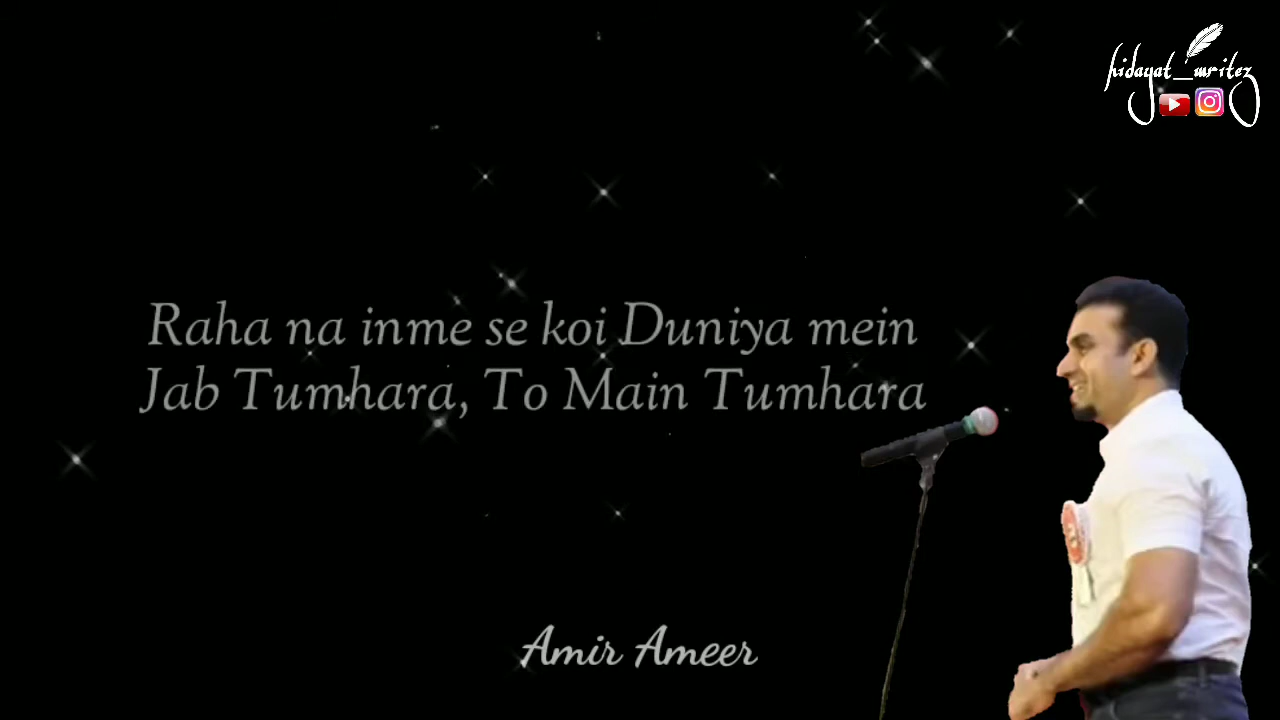 hidayat_writez
Raha na inme se koi Duniya mein
Jab Tumhara, To Main Tumhara
Amir Ameer